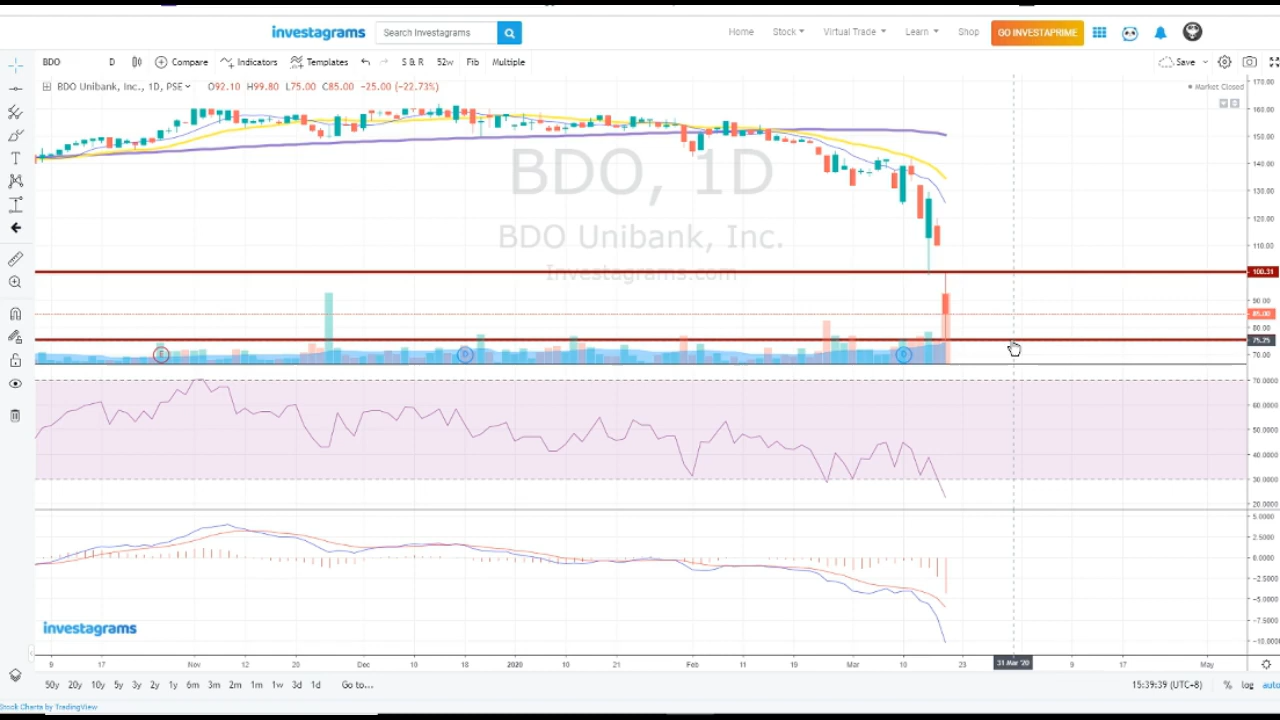 investagrams Search Investagrams Home Stock Virtual Trade Learn Shop GO INVESTAPRIME
BDO D Compare Indicators Templates S & R 52w Fib Multiple Save
BDO Unibank, Inc., 1D, PSE O92.10 H99.80 L75.00 C85.00 -25.00 (-22.73%)
Market Closed
170.00
160.00
150.00
140.00
130.00
120.00
110.00
100.31
90.00
85.00
80.00
75.25
70.00
BDO, 1D
BDO Unibank, Inc.
Investagrams.com
E D D
70.0000
60.0000
50.0000
40.0000
30.0000
20.0000
5.0000
2.5000
0.0000
-2.5000
-5.0000
-7.5000
-10.0000
investagrams
9 17 Nov 12 20 Dec 10 18 2020 10 21 Feb 11 19 Mar 10 23 31 Mar '20 9 17 May
50y 20y 10y 5y 3y 2y 1y 6m 3m 2m 1m 1w 3d 1d Go to... 15:39:39 (UTC+8) % log auto
Stock Charts by TradingView